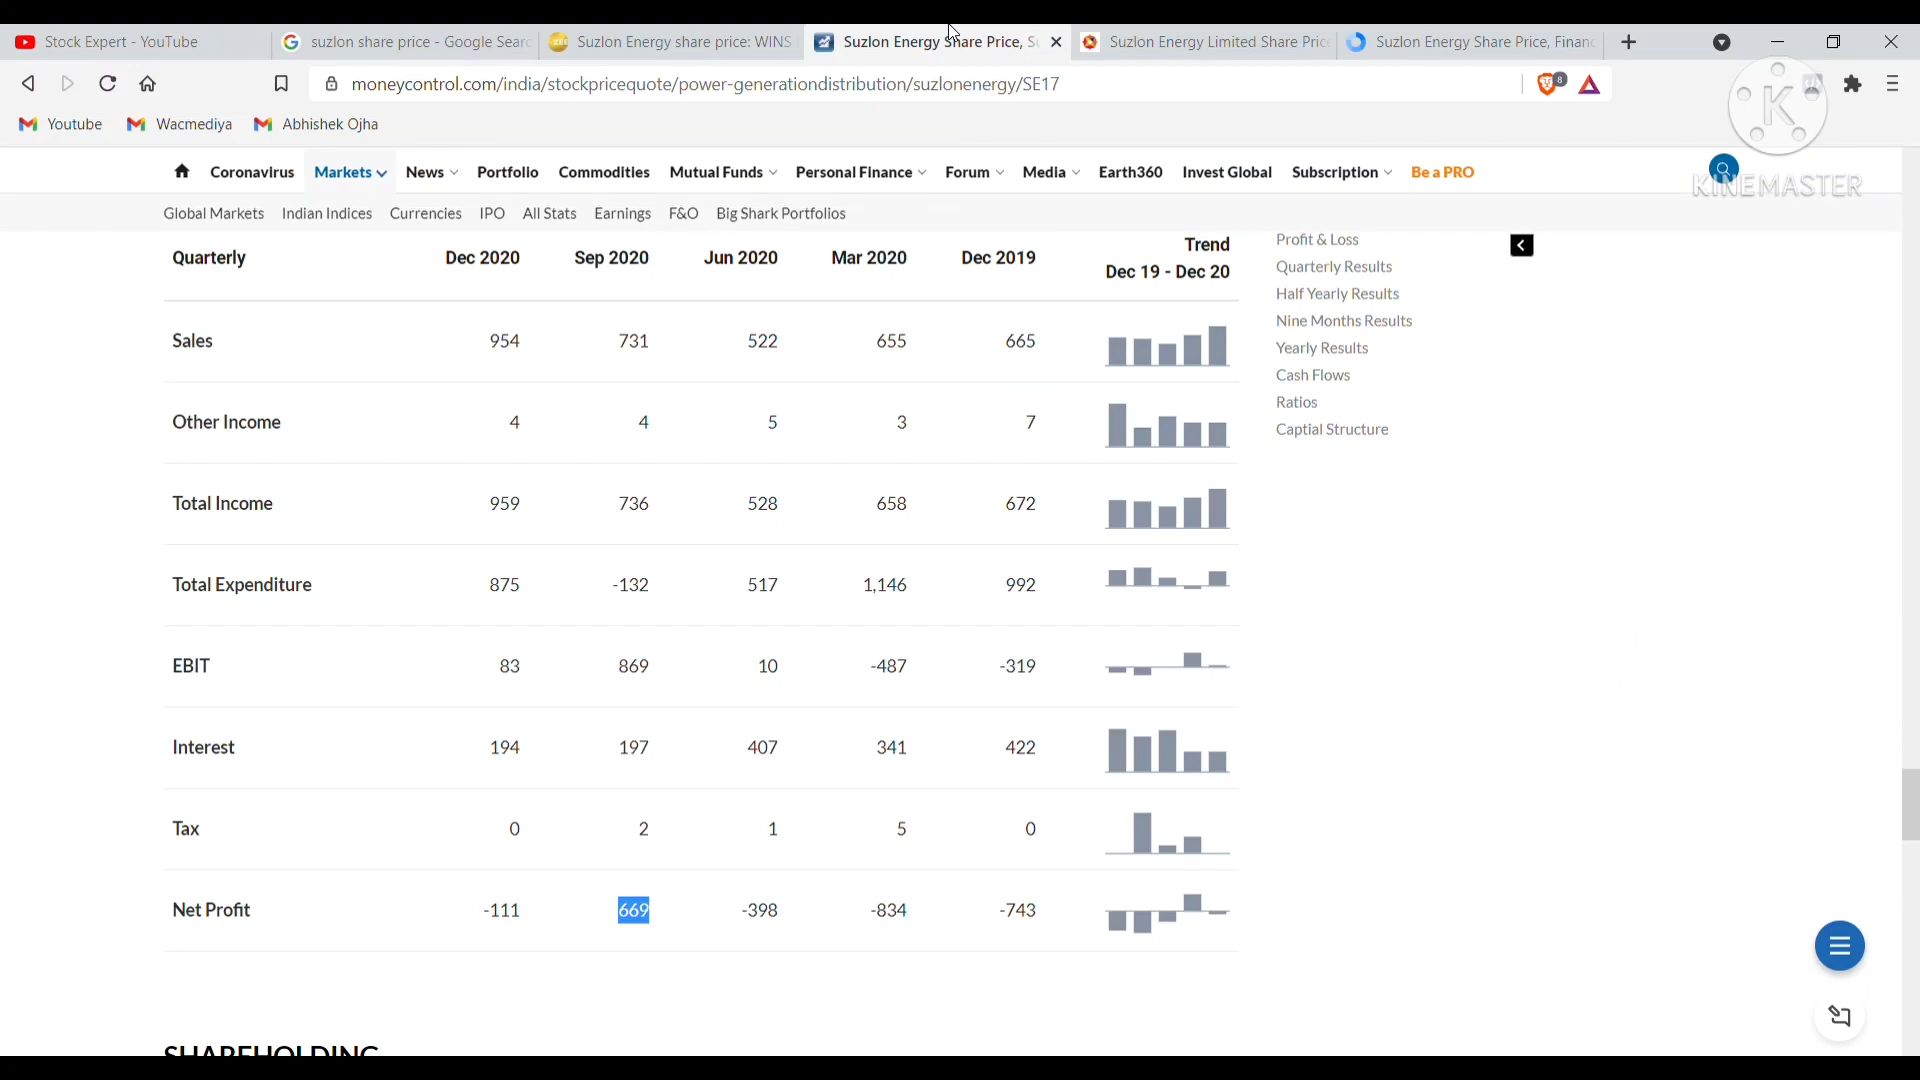 Stock Expert - YouTube
suzlon share price - Google Sear
Suzlon Energy share price: WINS
Suzlon Energy Share Price, S
Suzlon Energy Limited Share Pric
Suzlon Energy Share Price, Finan
moneycontrol.com/india/stockpricequote/power-generationdistribution/suzlonenergy/SE17
8
Youtube
Wacmediya
Abhishek Ojha
K
KINEMASTER
Coronavirus Markets News Portfolio Commodities Mutual Funds Personal Finance Forum Media Earth360 Invest Global Subscription Be a PRO
Global Markets Indian Indices Currencies IPO All Stats Earnings F&O Big Shark Portfolios
Quarterly Dec 2020 Sep 2020 Jun 2020 Mar 2020 Dec 2019 Trend
Dec 19 - Dec 20
Sales 954 731 522 655 665
Other Income 4 4 5 3 7
Total Income 959 736 528 658 672
Total Expenditure 875 -132 517 1,146 992
EBIT 83 869 10 -487 -319
Interest 194 197 407 341 422
Tax 0 2 1 5 0
Net Profit -111 669 -398 -834 -743
Profit & Loss
Quarterly Results
Half Yearly Results
Nine Months Results
Yearly Results
Cash Flows
Ratios
Captial Structure
SHAREHOLDING